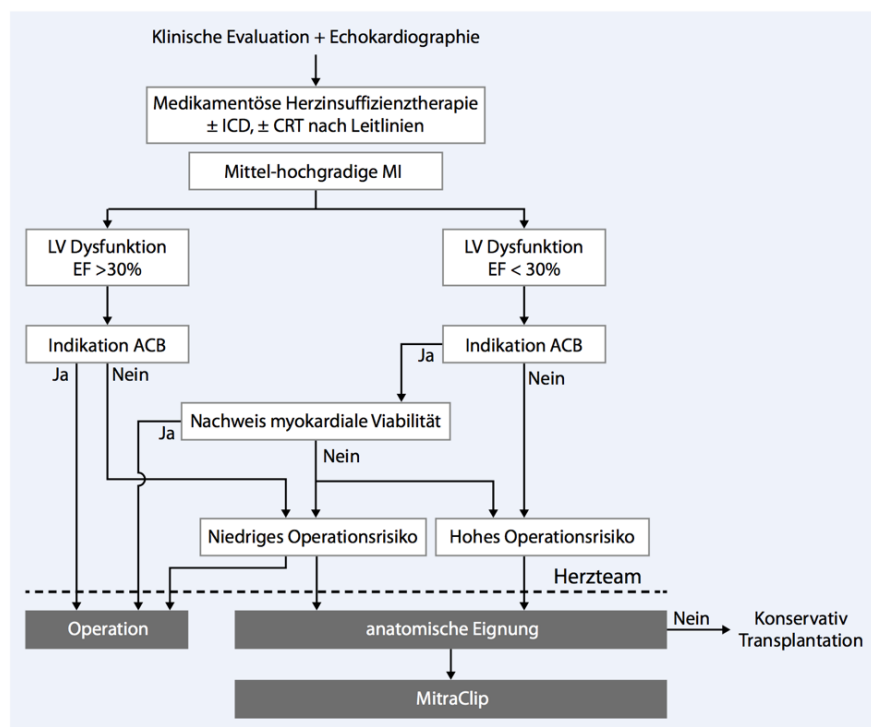 Klinische Evaluation + Echokardiographie
Medikamentöse Herzinsuffizienztherapie
± ICD, ± CRT nach Leitlinien
Mittel-hochgradige MI
LV Dysfunktion
EF >30%
LV Dysfunktion
EF < 30%
Indikation ACB
Indikation ACB
Ja
Nein
Ja
Nein
Nachweis myokardiale Viabilität
Ja
Nein
Niedriges Operationsrisiko
Hohes Operationsrisiko
Herzteam
Operation
anatomische Eignung
Nein
Konservativ
Transplantation
MitraClip